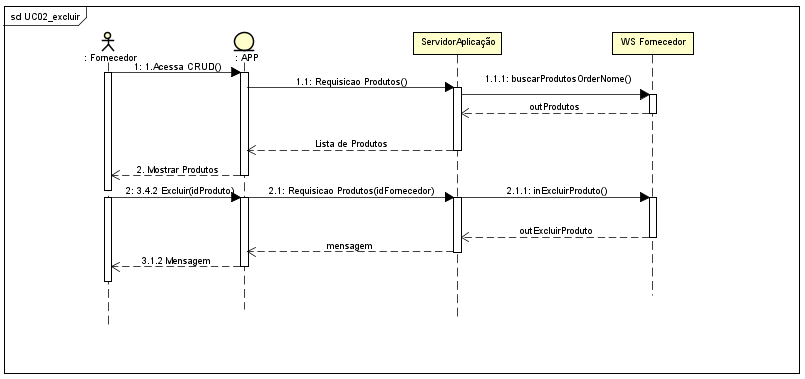 sd UC02_excluir
ServidorAplicação
WS Fornecedor
: Fornecedor
: APP
1: 1.Acessa CRUD()
1.1: Requisicao Produtos()
1.1.1: buscarProdutosOrderNome()
outProdutos
Lista de Produtos
2. Mostrar Produtos
2: 3.4.2 Excluir(idProduto)
2.1: Requisicao Produtos(idFornecedor)
2.1.1: inExcluirProduto()
outExcluirProduto
mensagem
3.1.2 Mensagem